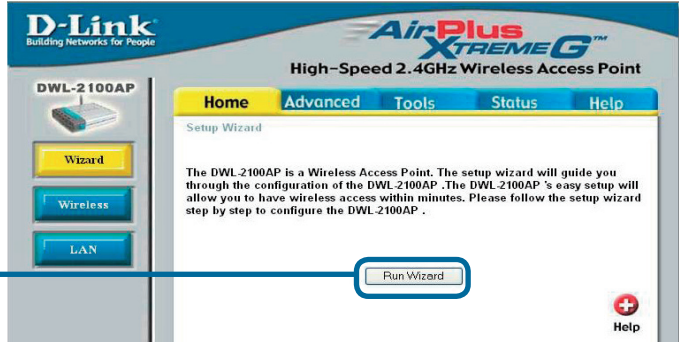 D-Link
Building Networks for People
AirPlus
XTREME G™
High-Speed 2.4GHz Wireless Access Point
DWL-2100AP
Home Advanced Tools Status Help
Setup Wizard
Wizard
Wireless
LAN
The DWL-2100AP is a Wireless Access Point. The setup wizard will guide you
through the configuration of the DWL-2100AP .The DWL-2100AP 's easy setup will
allow you to have wireless access within minutes. Please follow the setup wizard
step by step to configure the DWL-2100AP .
Run Wizard
Help